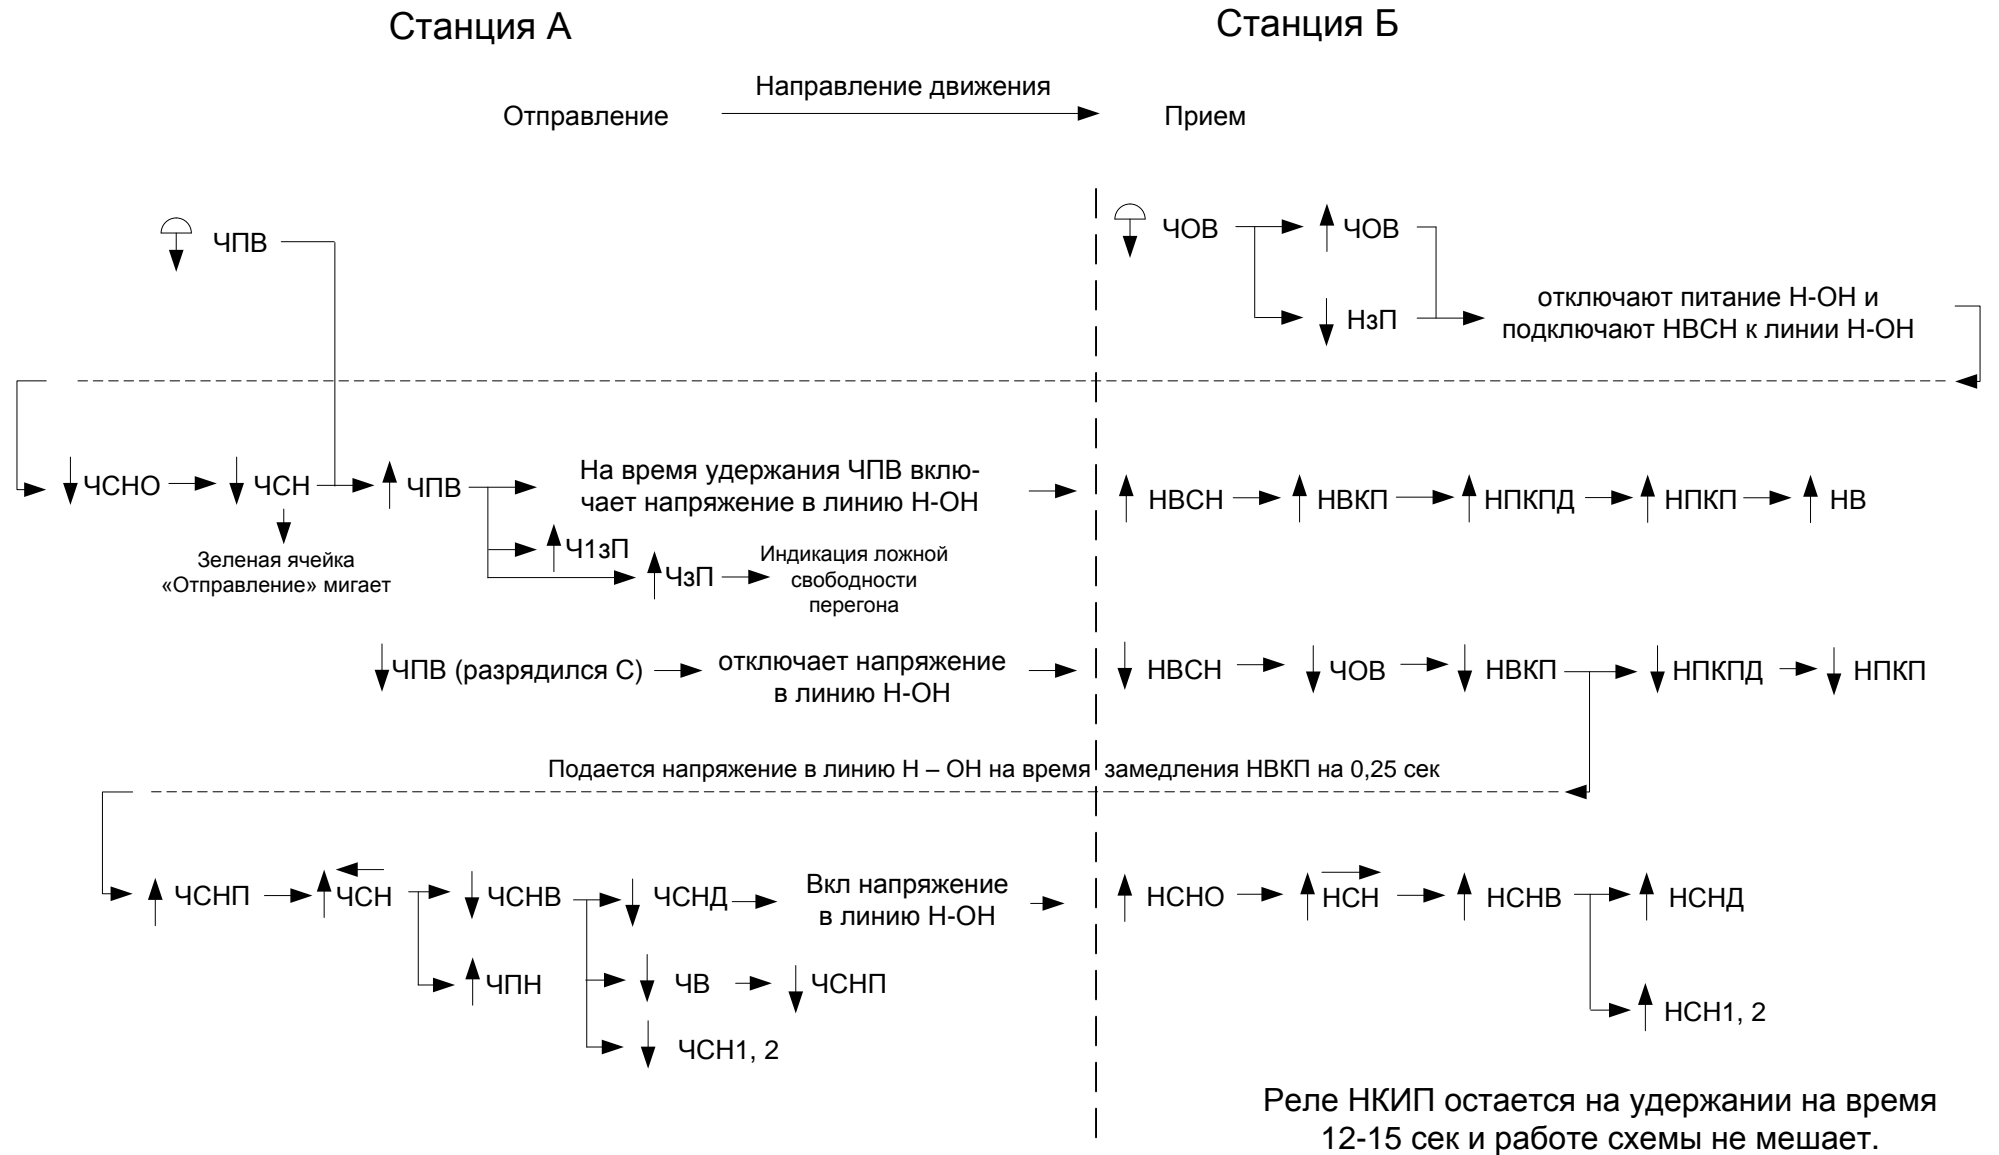 Станция А
Станция Б
Направление движения
Отправление
Прием
ЧПВ
ЧОВ
ЧОВ
НзП
отключают питание Н-ОН и
подключают НВСН к линии Н-ОН
ЧСНО
ЧСН
ЧПВ
На время удержания ЧПВ вклю-
чает напряжение в линию Н-ОН
НВСН
НВКП
НПКПД
НПКП
НВ
Зеленая ячейка
«Отправление» мигает
Ч1зП
ЧзП
Индикация ложной
свободности
перегона
ЧПВ (разрядился С)
отключает напряжение
в линию Н-ОН
НВСН
ЧОВ
НВКП
НПКПД
НПКП
Подается напряжение в линию Н – ОН на время замедления НВКП на 0,25 сек
ЧСНП
ЧСН
ЧСНВ
ЧСНД
Вкл напряжение
в линию Н-ОН
НСНО
НСН
НСНВ
НСНД
ЧПН
ЧВ
ЧСНП
ЧСН1, 2
НСН1, 2
Реле НКИП остается на удержании на время
12-15 сек и работе схемы не мешает.